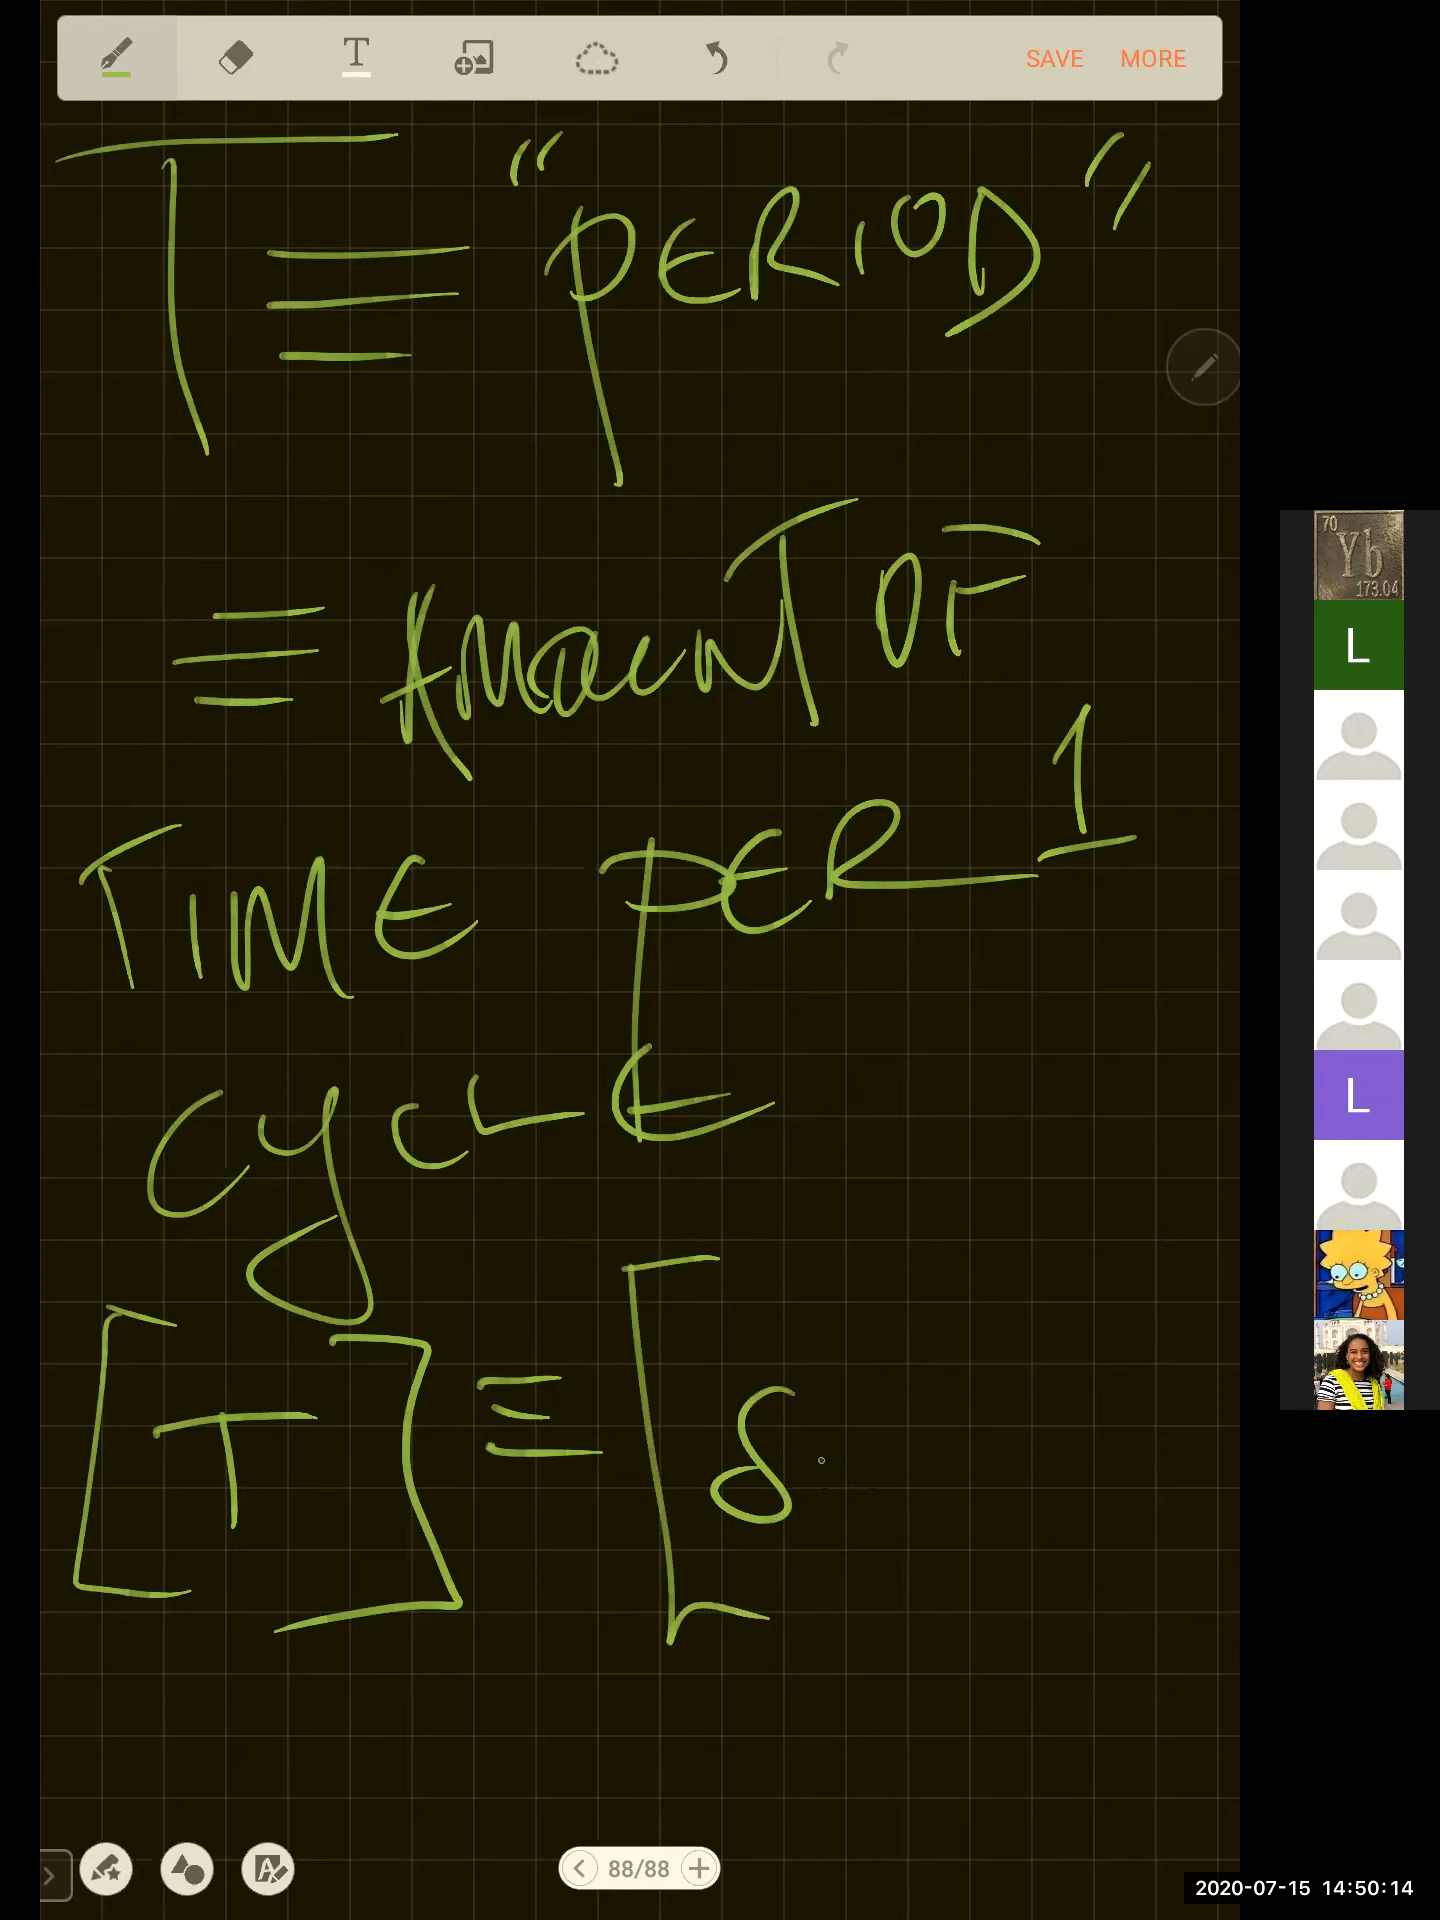 T
SAVE MORE
T ≡ "PERIOD"
≡ AMOUNT OF
TIME PER 1
CYCLE
[T] ≡ [S
70
Yb
173.04
L
L
88/88
2020-07-15 14:50:14